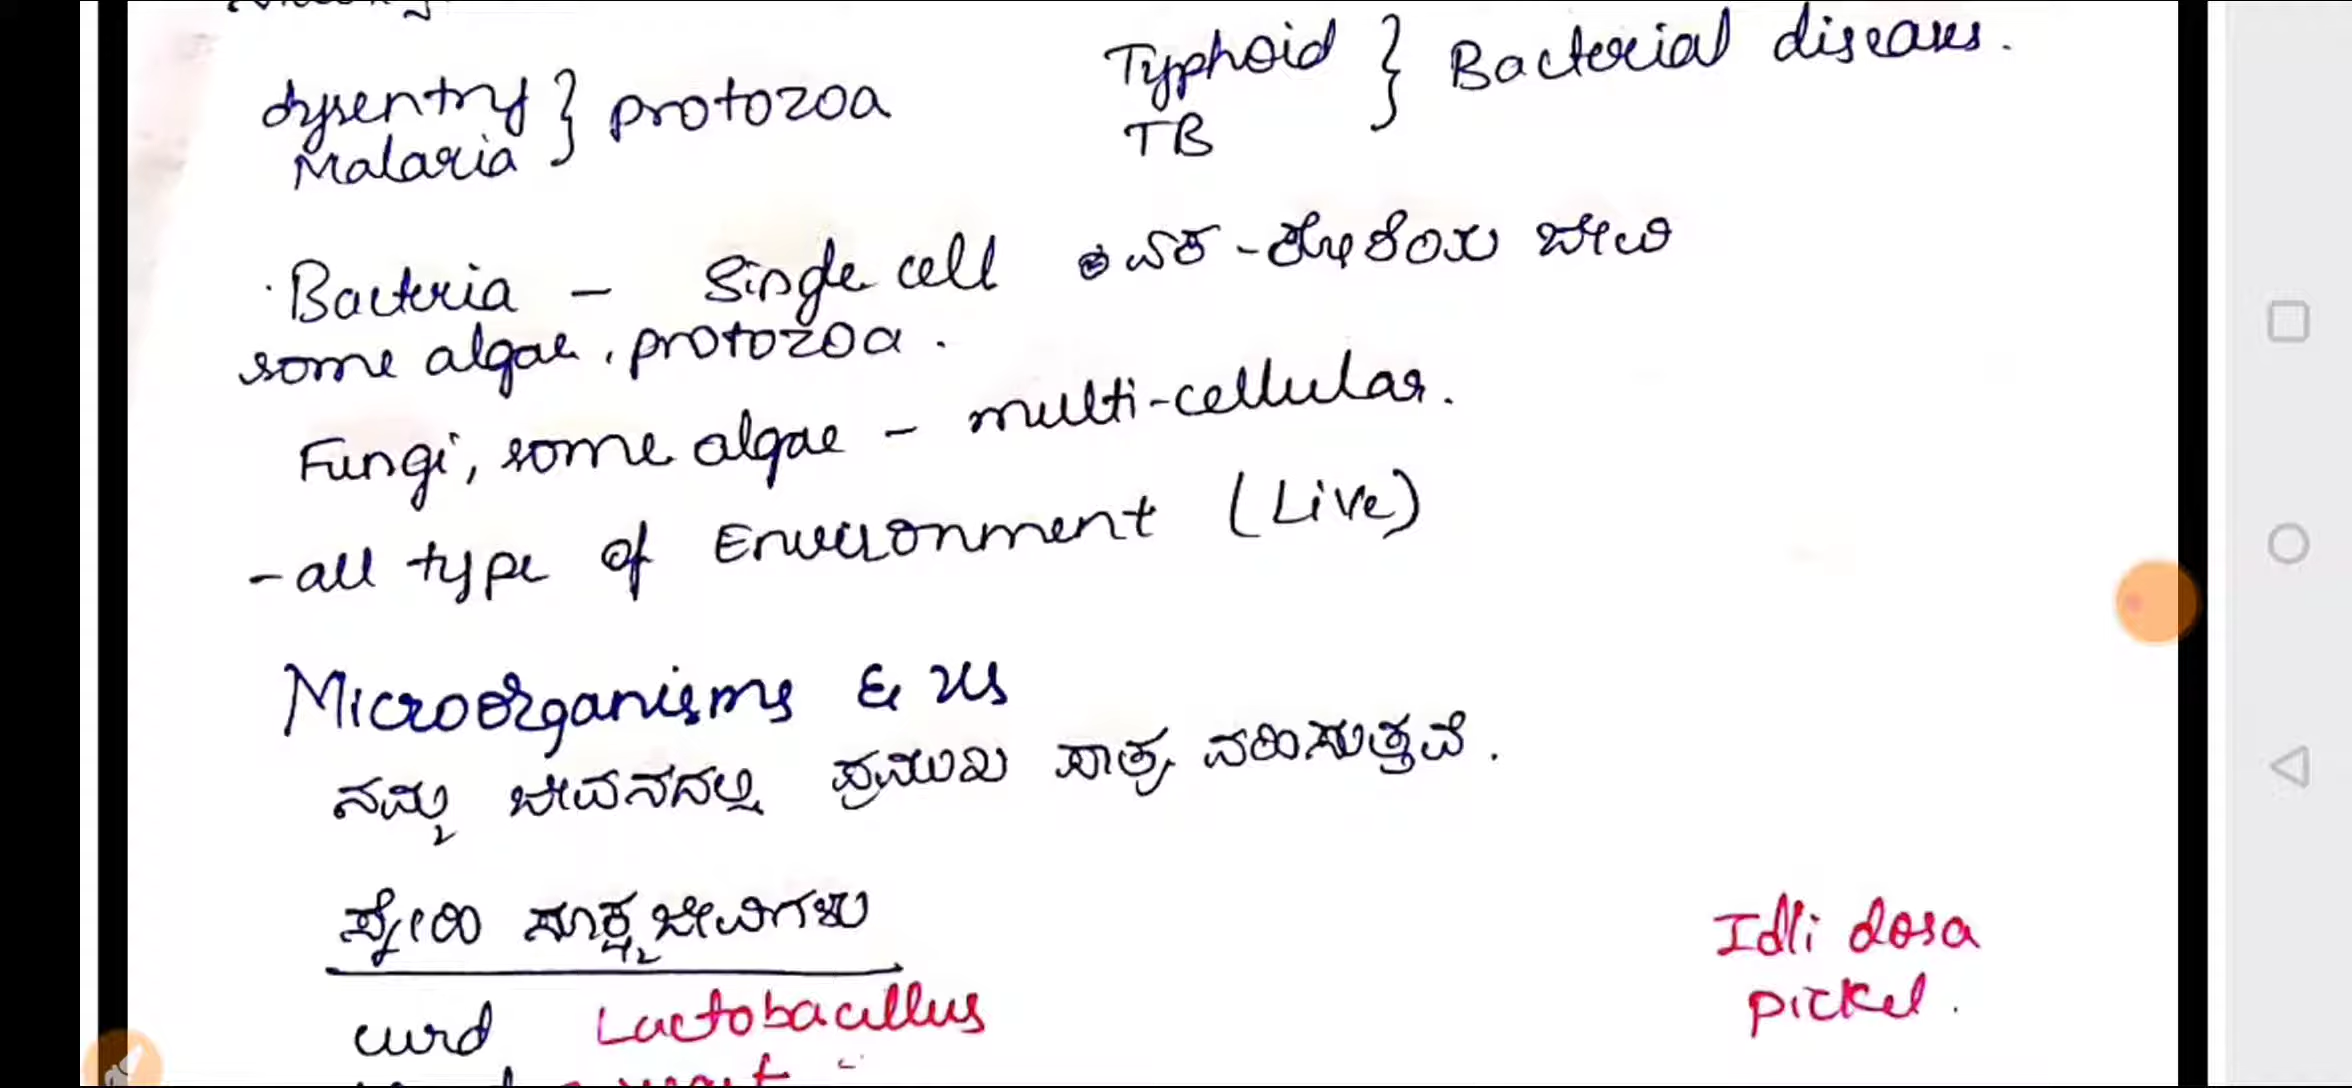 dysentry } protozoa
Malaria
Typhoid } Bacterial diseases.
TB
Bacteria - Single cell ಏಕ-ಕೋಶೀಯ ಜೀವಿ
some algae, protozoa.
Fungi, some algae - multi-cellular.
- all type of Environment (Live)
Microorganisms & us
ನಮ್ಮ ಜೀವನದಲ್ಲಿ ಪ್ರಮುಖ ಪಾತ್ರ ವಹಿಸುತ್ತವೆ.
ಸ್ನೇಹಿ ಸೂಕ್ಷ್ಮಜೀವಿಗಳು
curd Lactobacillus
Idli dosa
pickel.